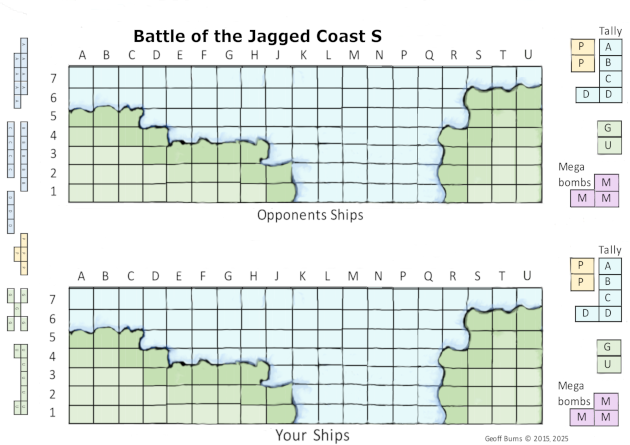 Battle of the Jagged Coast S
A B C D E F G H J K L M N P Q R S T U
7
6
5
4
3
2
1
Opponents Ships
Tally
P A
P B
C
D D
G
U
Mega
bombs M
M M
A B C D E F G H J K L M N P Q R S T U
7
6
5
4
3
2
1
Your Ships
Tally
P A
P B
C
D D
G
U
Mega
bombs M
M M
Geoff Burns © 2015, 2025